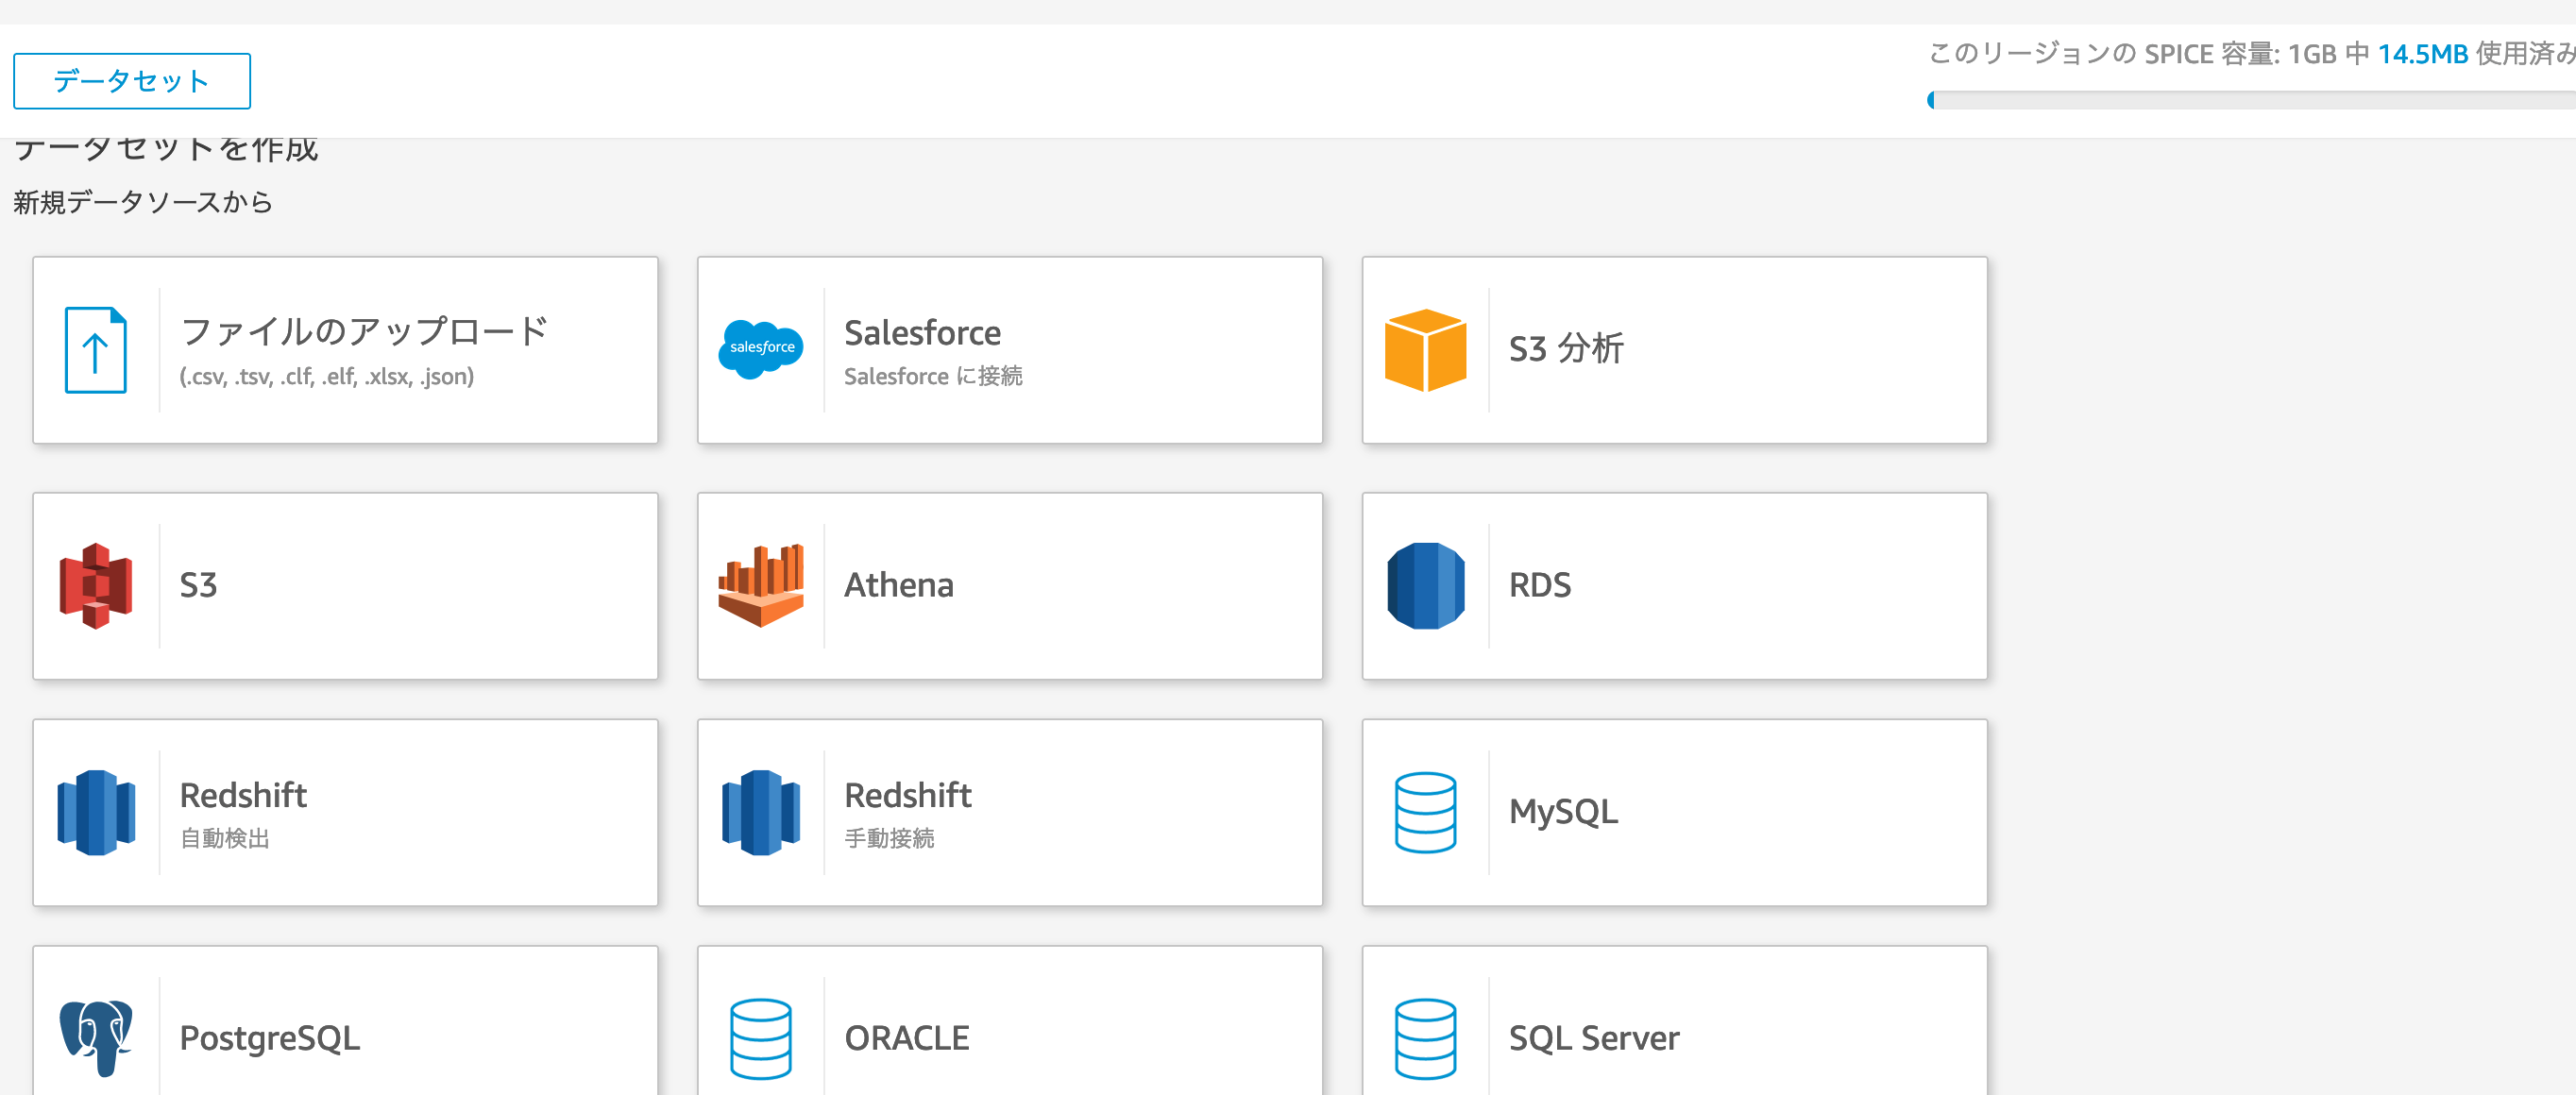 このリージョンの SPICE 容量: 1GB 中 14.5MB 使用済み
データセット
データセットを作成
新規データソースから
ファイルのアップロード
(.csv, .tsv, .clf, .elf, .xlsx, .json)
salesforce
Salesforce
Salesforce に接続
S3 分析
S3
Athena
RDS
Redshift
自動検出
Redshift
手動接続
MySQL
PostgreSQL
ORACLE
SQL Server